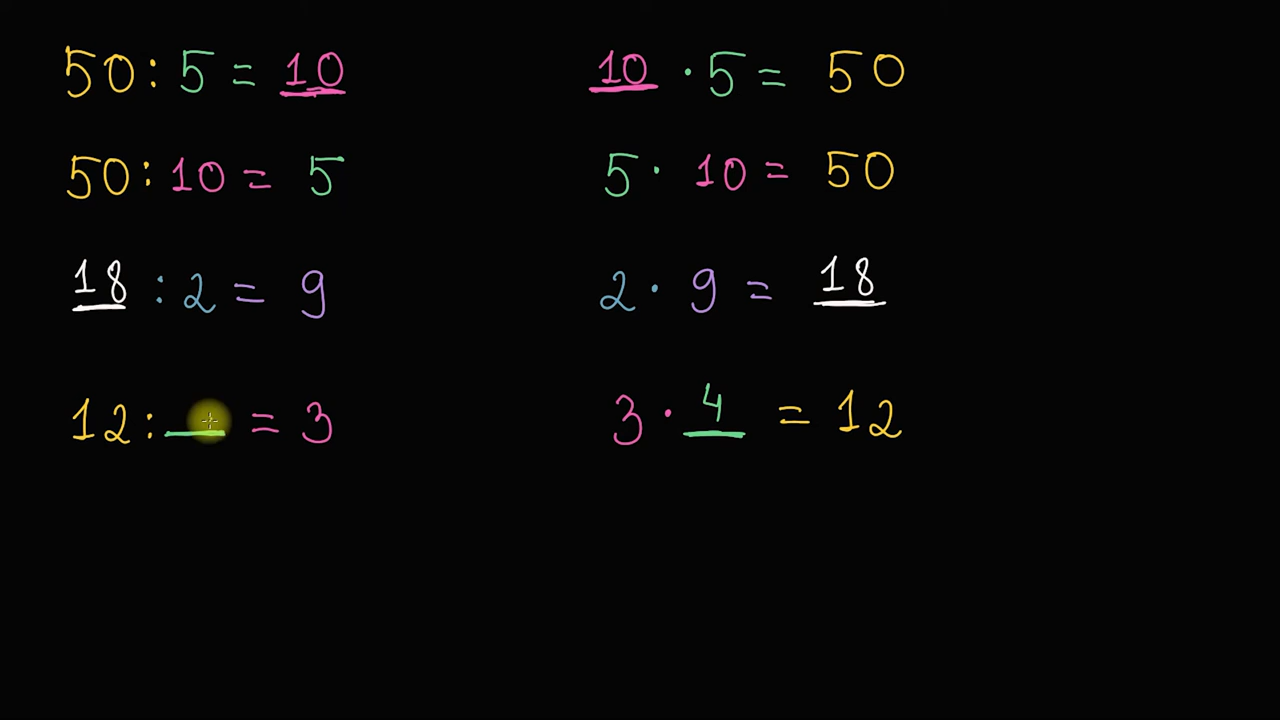 50 : 5 = 10 10 · 5 = 50
50 : 10 = 5 5 · 10 = 50
18 : 2 = 9 2 · 9 = 18
12 : __ = 3 3 · 4 = 12